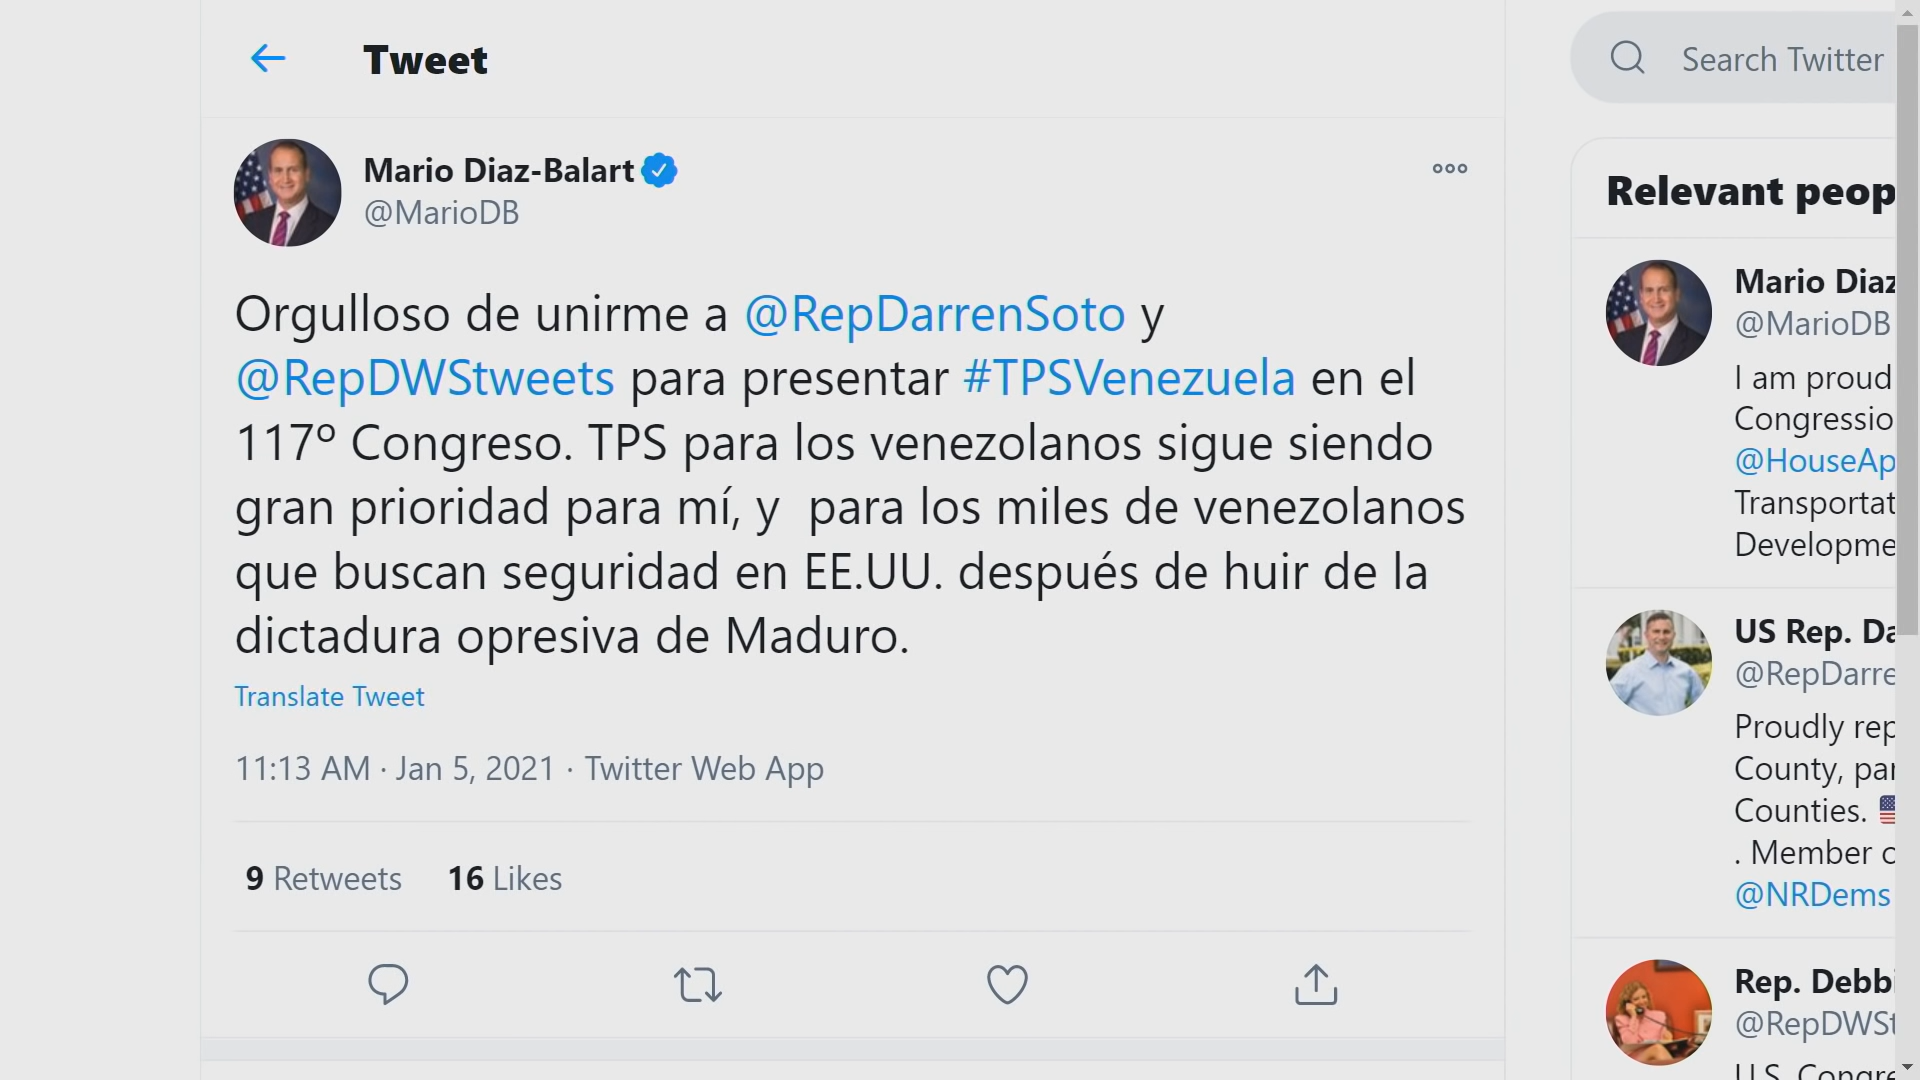 Tweet
Mario Diaz-Balart
@MarioDB
Orgulloso de unirme a @RepDarrenSoto y
@RepDWStweets para presentar #TPSVenezuela en el
117º Congreso. TPS para los venezolanos sigue siendo
gran prioridad para mí, y  para los miles de venezolanos
que buscan seguridad en EE.UU. después de huir de la
dictadura opresiva de Maduro.
Translate Tweet
11:13 AM · Jan 5, 2021 · Twitter Web App
9 Retweets 16 Likes
Search Twitter
Relevant peop
Mario Diaz
@MarioDB
I am proud
Congressio
@HouseAp
Transportat
Developme
US Rep. Da
@RepDarre
Proudly rep
County, par
Counties.
. Member o
@NRDems
Rep. Debbi
@RepDWSt
U.S. Congre